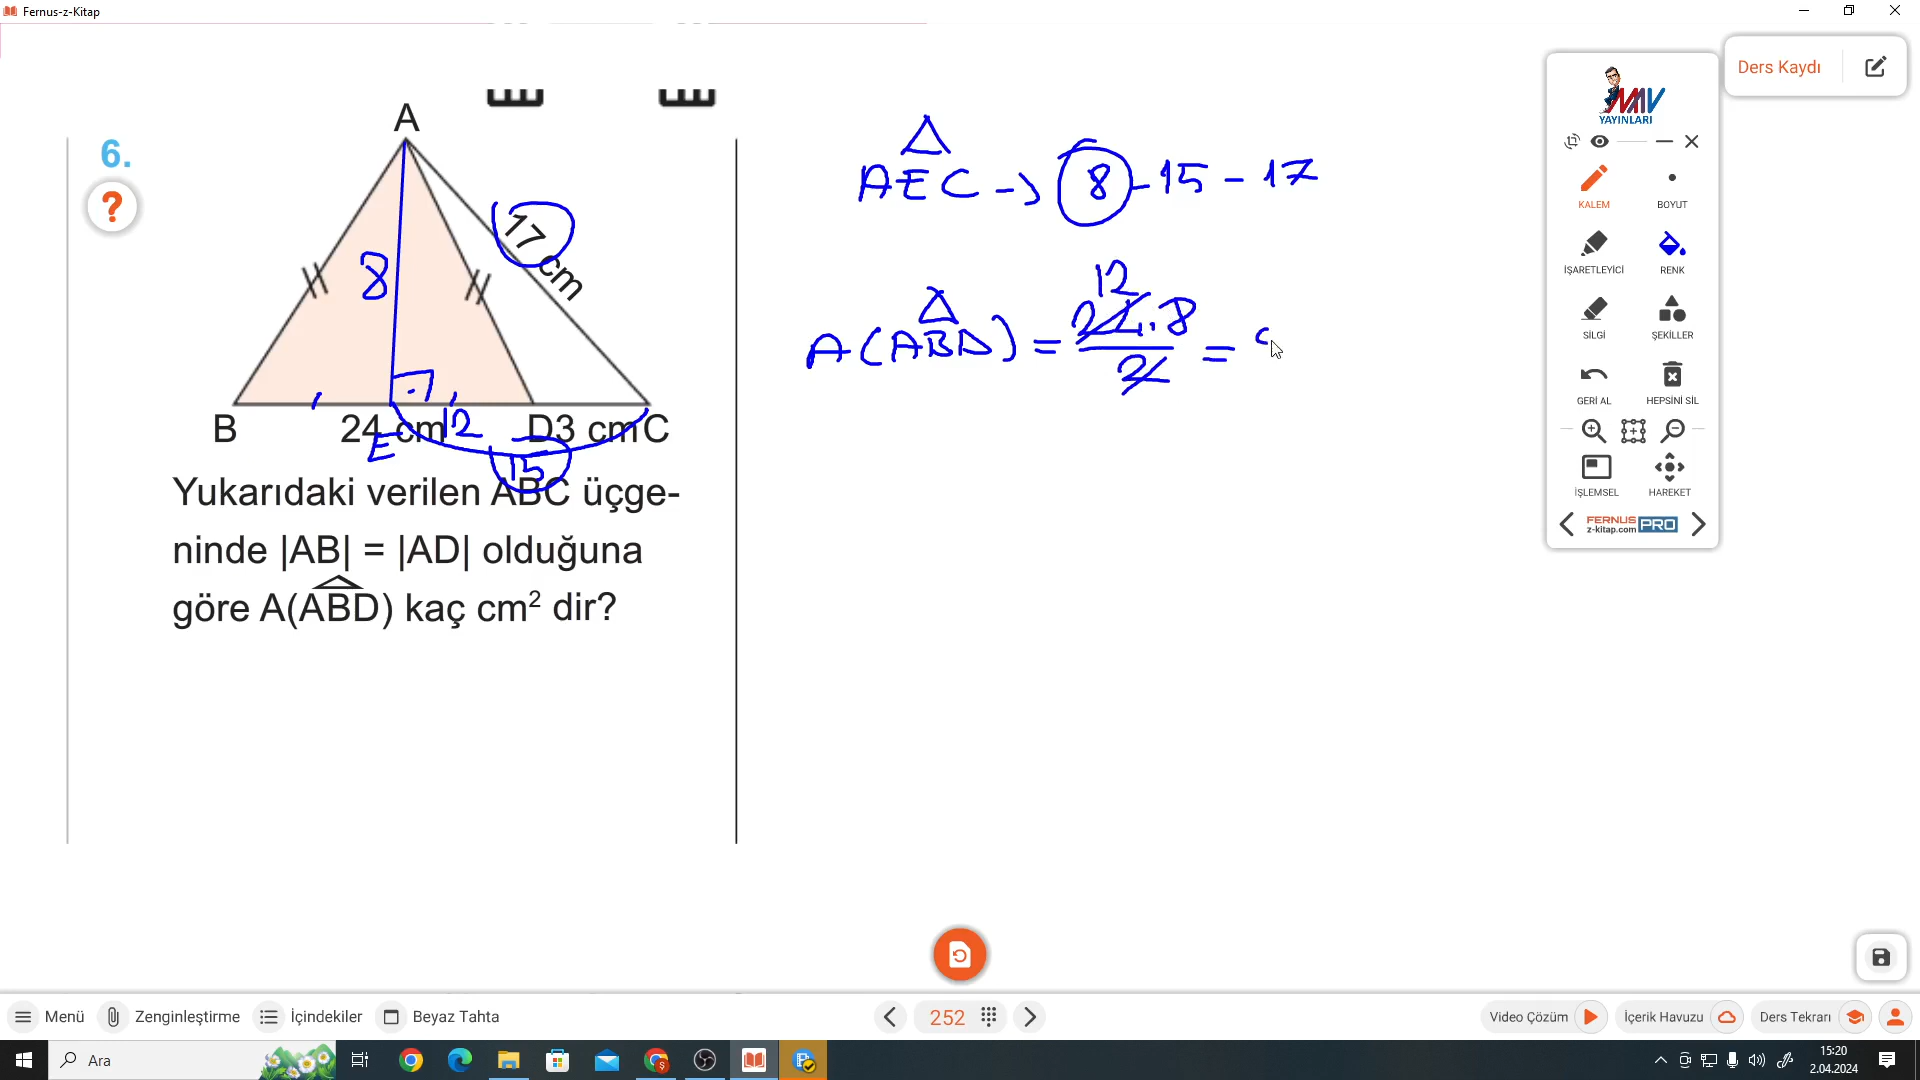 Fernus-z-Kitap
Ders Kaydı
MMV
YAYINLARI
KALEM
BOYUT
İŞARETLEYİCİ
RENK
SİLGİ
ŞEKİLLER
GERİ AL
HEPSİNİ SİL
İŞLEMSEL
HAREKET
FERNUS
z-kitap.com
PRO
6.
?
A
17 cm
8
B
24 cm
12
D
3 cm
C
E
15
Yukarıdaki verilen ABC üçge-
ninde |AB| = |AD| olduğuna
göre A(ABD) kaç cm² dir?
AEC → 8 - 15 - 17
12
A(ABD) = 24.8 / 2 =
Menü
Zenginleştirme
İçindekiler
Beyaz Tahta
252
Video Çözüm
İçerik Havuzu
Ders Tekrarı
Ara
15:20
2.04.2024